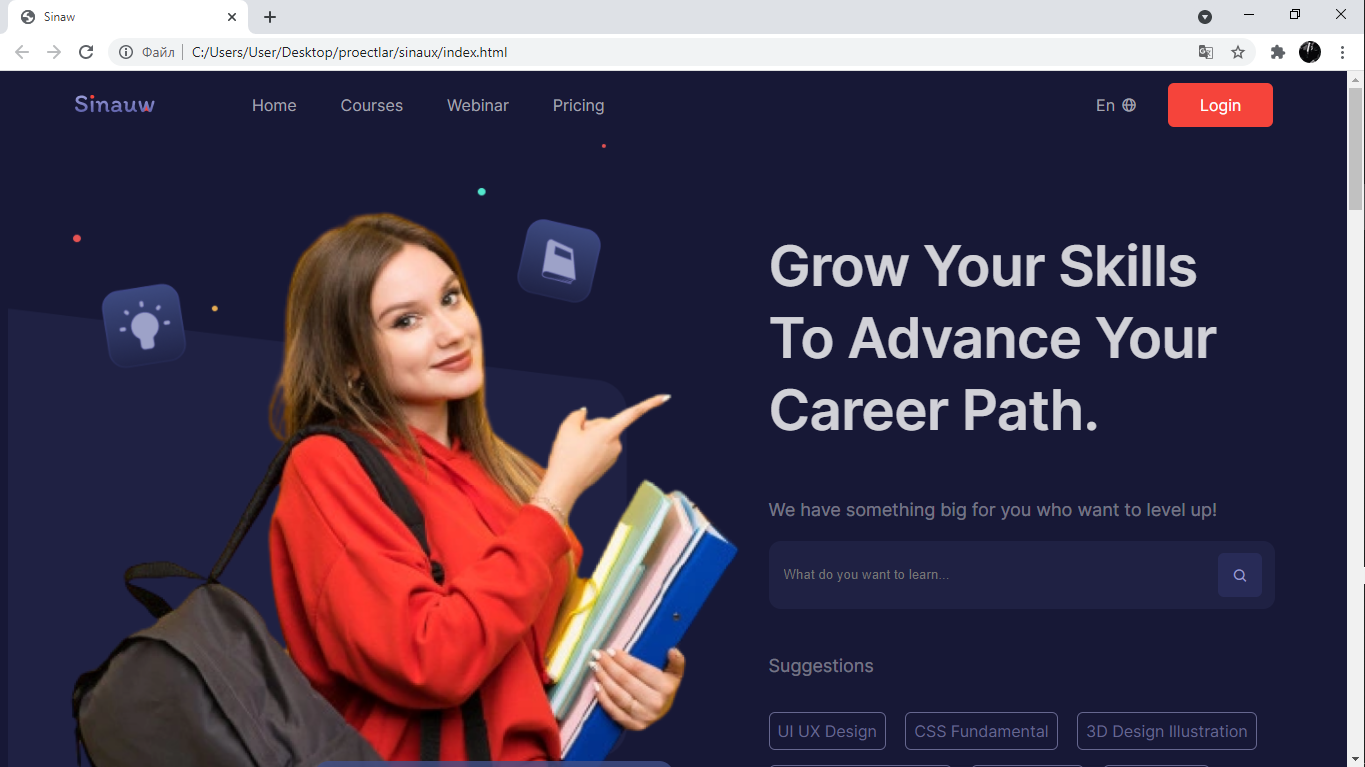 Sinaw
Файл
C:/Users/User/Desktop/proectlar/sinaux/index.html
Sinauw
Home
Courses
Webinar
Pricing
En
Login
Grow Your Skills
To Advance Your
Career Path.
We have something big for you who want to level up!
What do you want to learn...
Suggestions
UI UX Design
CSS Fundamental
3D Design Illustration